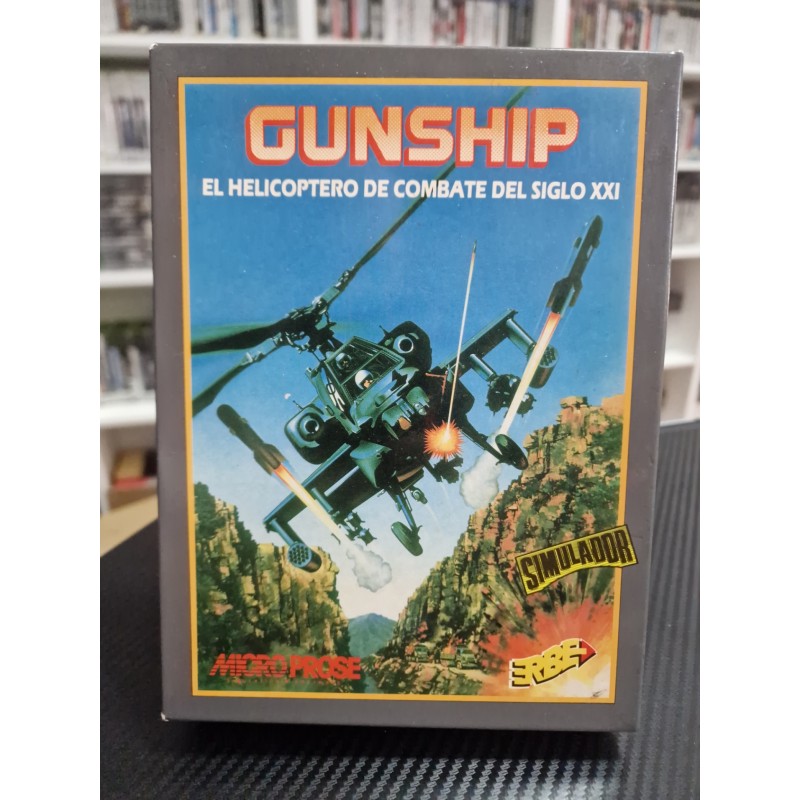 GUNSHIP
EL HELICOPTERO DE COMBATE DEL SIGLO XXI
SIMULADOR
MICRO PROSE
ERBE